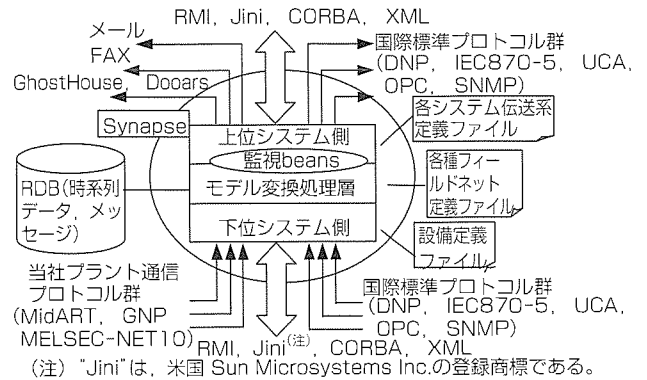 RMI, Jini, CORBA, XML
メール
FAX
GhostHouse, Dooars
国際標準プロトコル群
(DNP, IEC870-5, UCA,
OPC, SNMP)
Synapse
上位システム側
監視beans
モデル変換処理層
下位システム側
各システム伝送系
定義ファイル
各種フィー
ルドネット
定義ファイル
設備定義
ファイル
RDB(時系列
データ, メッ
セージ)
当社プラント通信
プロトコル群
(MidART, GNP
MELSEC-NET10)
国際標準プロトコル群
(DNP, IEC870-5, UCA,
OPC, SNMP)
RMI, Jini(注), CORBA, XML
(注) "Jini"は, 米国 Sun Microsystems Inc.の登録商標である。